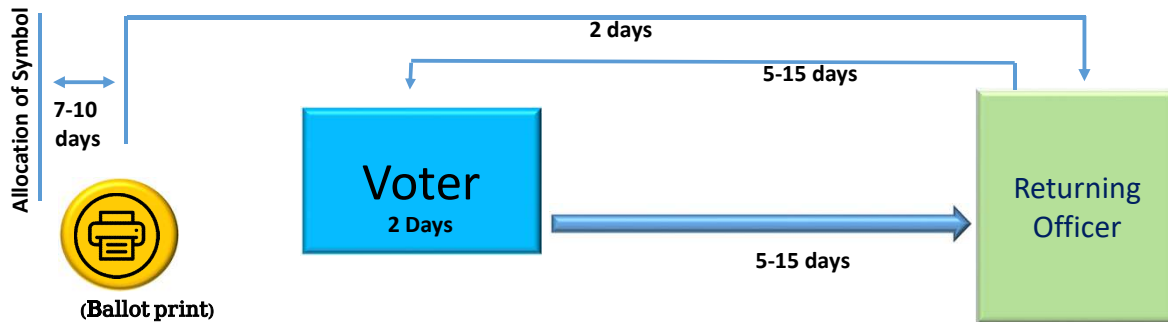 Allocation of Symbol
2 days
5-15 days
7-10
days
Voter
2 Days
Returning
Officer
5-15 days
(Ballot print)